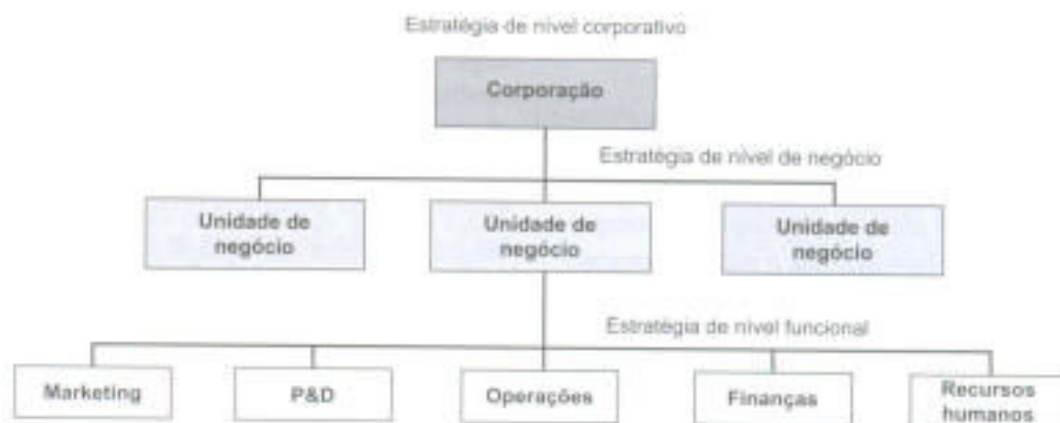 Estratégia de nível corporativo
Corporação
Estratégia de nível de negócio
Unidade de
negócio
Unidade de
negócio
Unidade de
negócio
Estratégia de nível funcional
Marketing
P&D
Operações
Finanças
Recursos
humanos